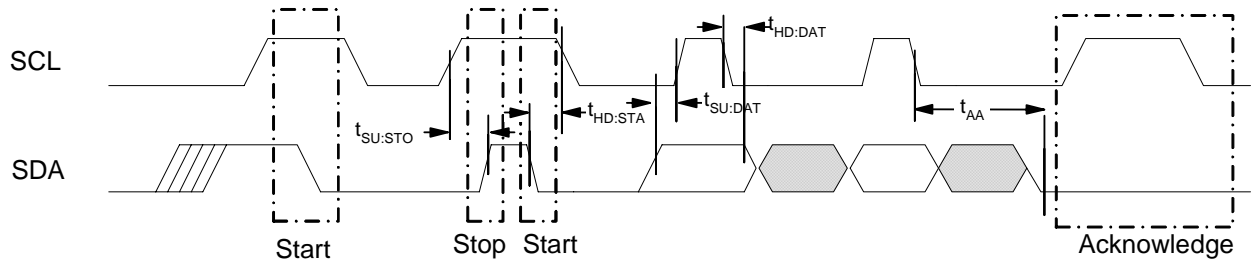 SCL
t_HD:DAT
t_HD:STA
t_SU:DAT
t_AA
t_SU:STO
SDA
Start
Stop
Start
Acknowledge